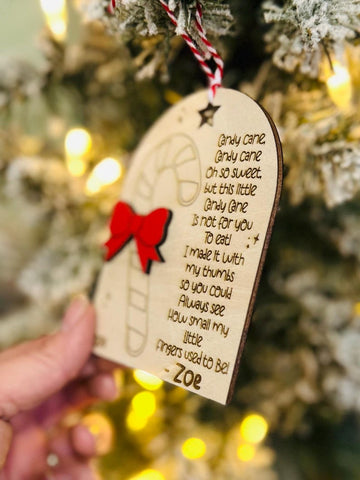 Candy cane,
Candy cane
Oh so sweet,
but this little
Candy Cane
Is not for you
To eat!
I made it with
my thumbs
so you could
Always see
How small my
little
fingers used to be!
- Zoe